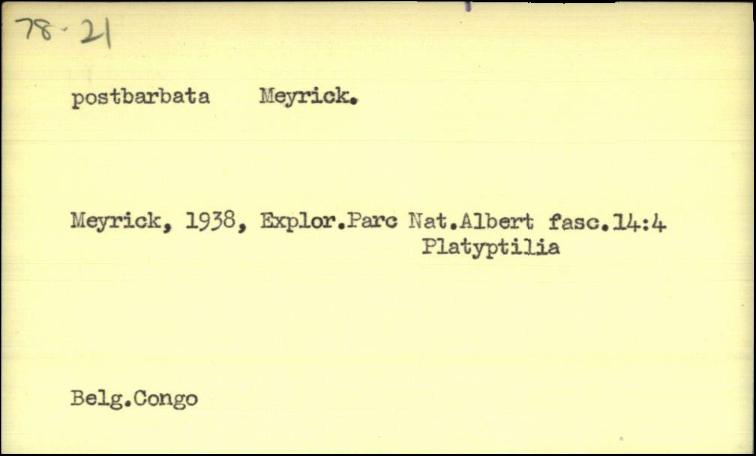 78-21
postbarbata Meyrick.
Meyrick, 1938, Explor.Parc Nat.Albert fasc.14:4
Platyptilia
Belg.Congo